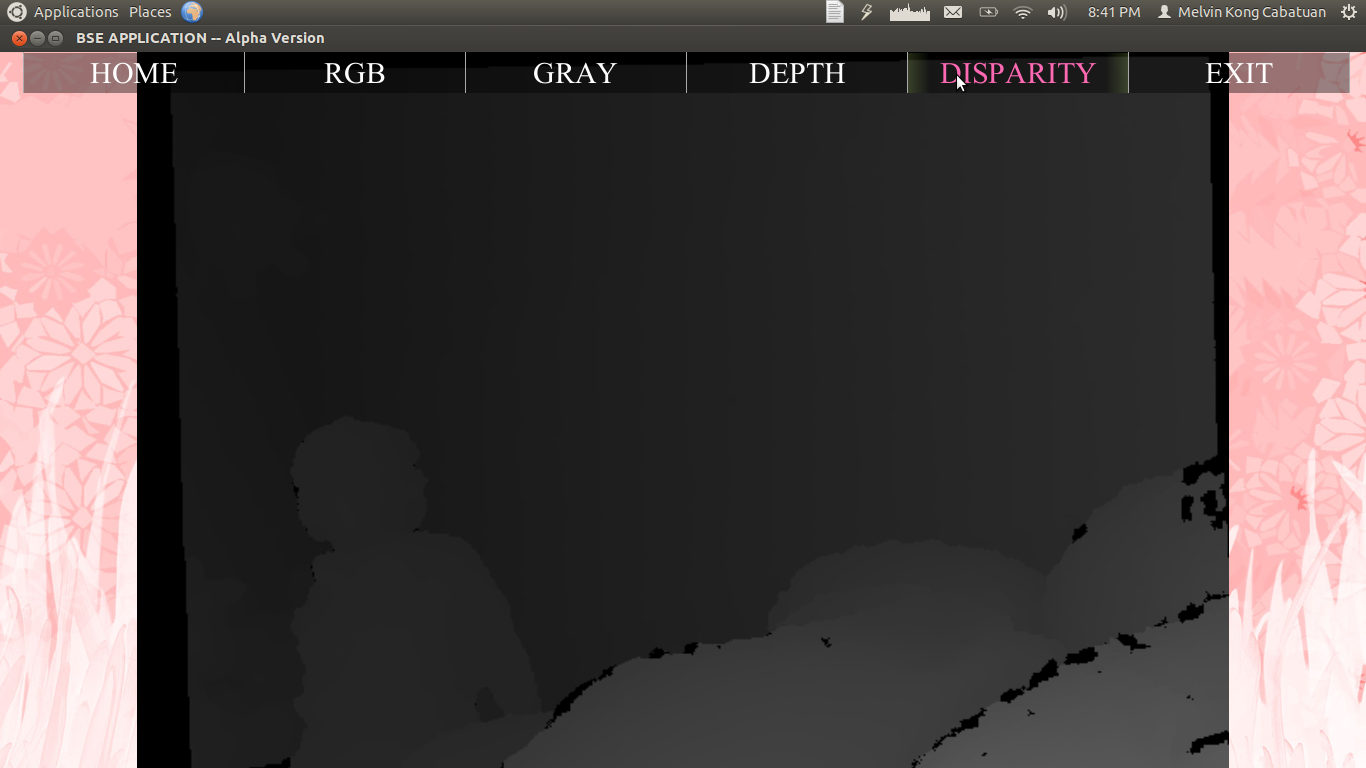 Applications Places 8:41 PM Melvin Kong Cabatuan
BSE APPLICATION -- Alpha Version
HOME RGB GRAY DEPTH DISPARITY EXIT